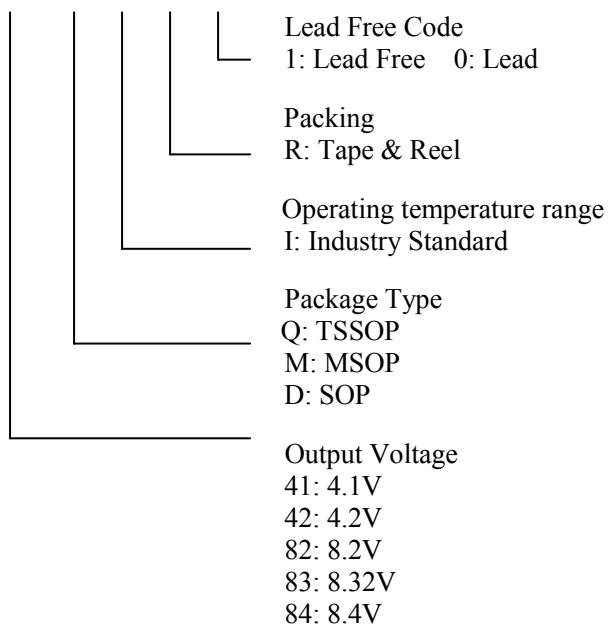 Lead Free Code
1: Lead Free 0: Lead
Packing
R: Tape & Reel
Operating temperature range
I: Industry Standard
Package Type
Q: TSSOP
M: MSOP
D: SOP
Output Voltage
41: 4.1V
42: 4.2V
82: 8.2V
83: 8.32V
84: 8.4V